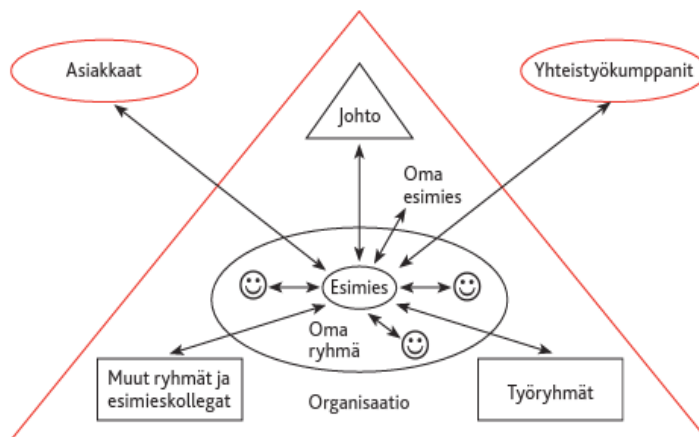 Asiakkaat
Yhteistyökumppanit
Johto
Oma
esimies
Esimies
Oma
ryhmä
Muut ryhmät ja
esimieskollegat
Organisaatio
Työryhmät